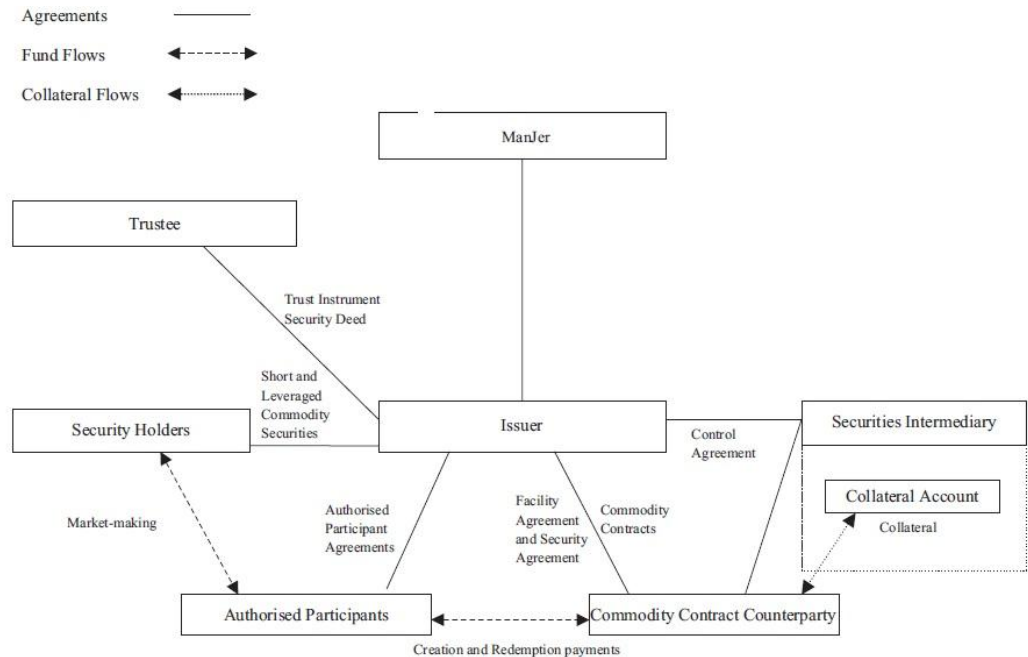 Agreements
Fund Flows
Collateral Flows
ManJer
Trustee
Trust Instrument
Security Deed
Short and
Leveraged
Commodity
Securities
Security Holders
Issuer
Securities Intermediary
Control
Agreement
Collateral Account
Collateral
Market-making
Authorised
Participant
Agreements
Facility
Agreement
and Security
Agreement
Commodity
Contracts
Authorised Participants
Commodity Contract Counterparty
Creation and Redemption payments